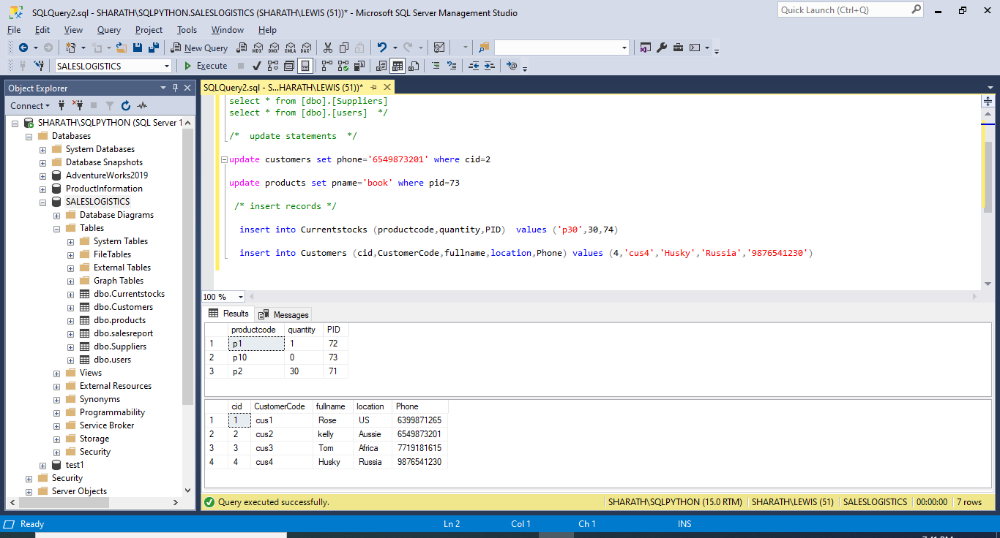 SQLQuery2.sql - SHARATH\SQLPYTHON.SALESLOGISTICS (SHARATH\LEWIS (51))* - Microsoft SQL Server Management Studio
Quick Launch (Ctrl+Q)
File Edit View Query Project Tools Window Help
New Query MDX DMX XMLA DAX
SALESLOGISTICS Execute
Object Explorer
Connect
SHARATH\SQLPYTHON (SQL Server 1
Databases
System Databases
Database Snapshots
AdventureWorks2019
ProductInformation
SALESLOGISTICS
Database Diagrams
Tables
System Tables
FileTables
External Tables
Graph Tables
dbo.Currentstocks
dbo.Customers
dbo.products
dbo.salesreport
dbo.Suppliers
dbo.users
Views
External Resources
Synonyms
Programmability
Service Broker
Storage
Security
test1
Security
Server Objects
SQLQuery2.sql - S...HARATH\LEWIS (51))*
select * from [dbo].[Suppliers]
select * from [dbo].[users]  */
/*  update statements  */
update customers set phone='6549873201' where cid=2
update products set pname='book' where pid=73
/* insert records */
insert into Currentstocks (productcode,quantity,PID)  values ('p30',30,74)
insert into Customers (cid,CustomerCode,fullname,location,Phone) values (4,'cus4','Husky','Russia','9876541230')
100 %
Results Messages
productcode quantity PID
1 p1 1 72
2 p10 0 73
3 p2 30 71
cid CustomerCode fullname location Phone
1 1 cus1 Rose US 6399871265
2 2 cus2 kelly Aussie 6549873201
3 3 cus3 Tom Africa 7719181615
4 4 cus4 Husky Russia 9876541230
Query executed successfully. SHARATH\SQLPYTHON (15.0 RTM) SHARATH\LEWIS (51) SALESLOGISTICS 00:00:00 7 rows
Ready Ln 2 Col 1 Ch 1 INS